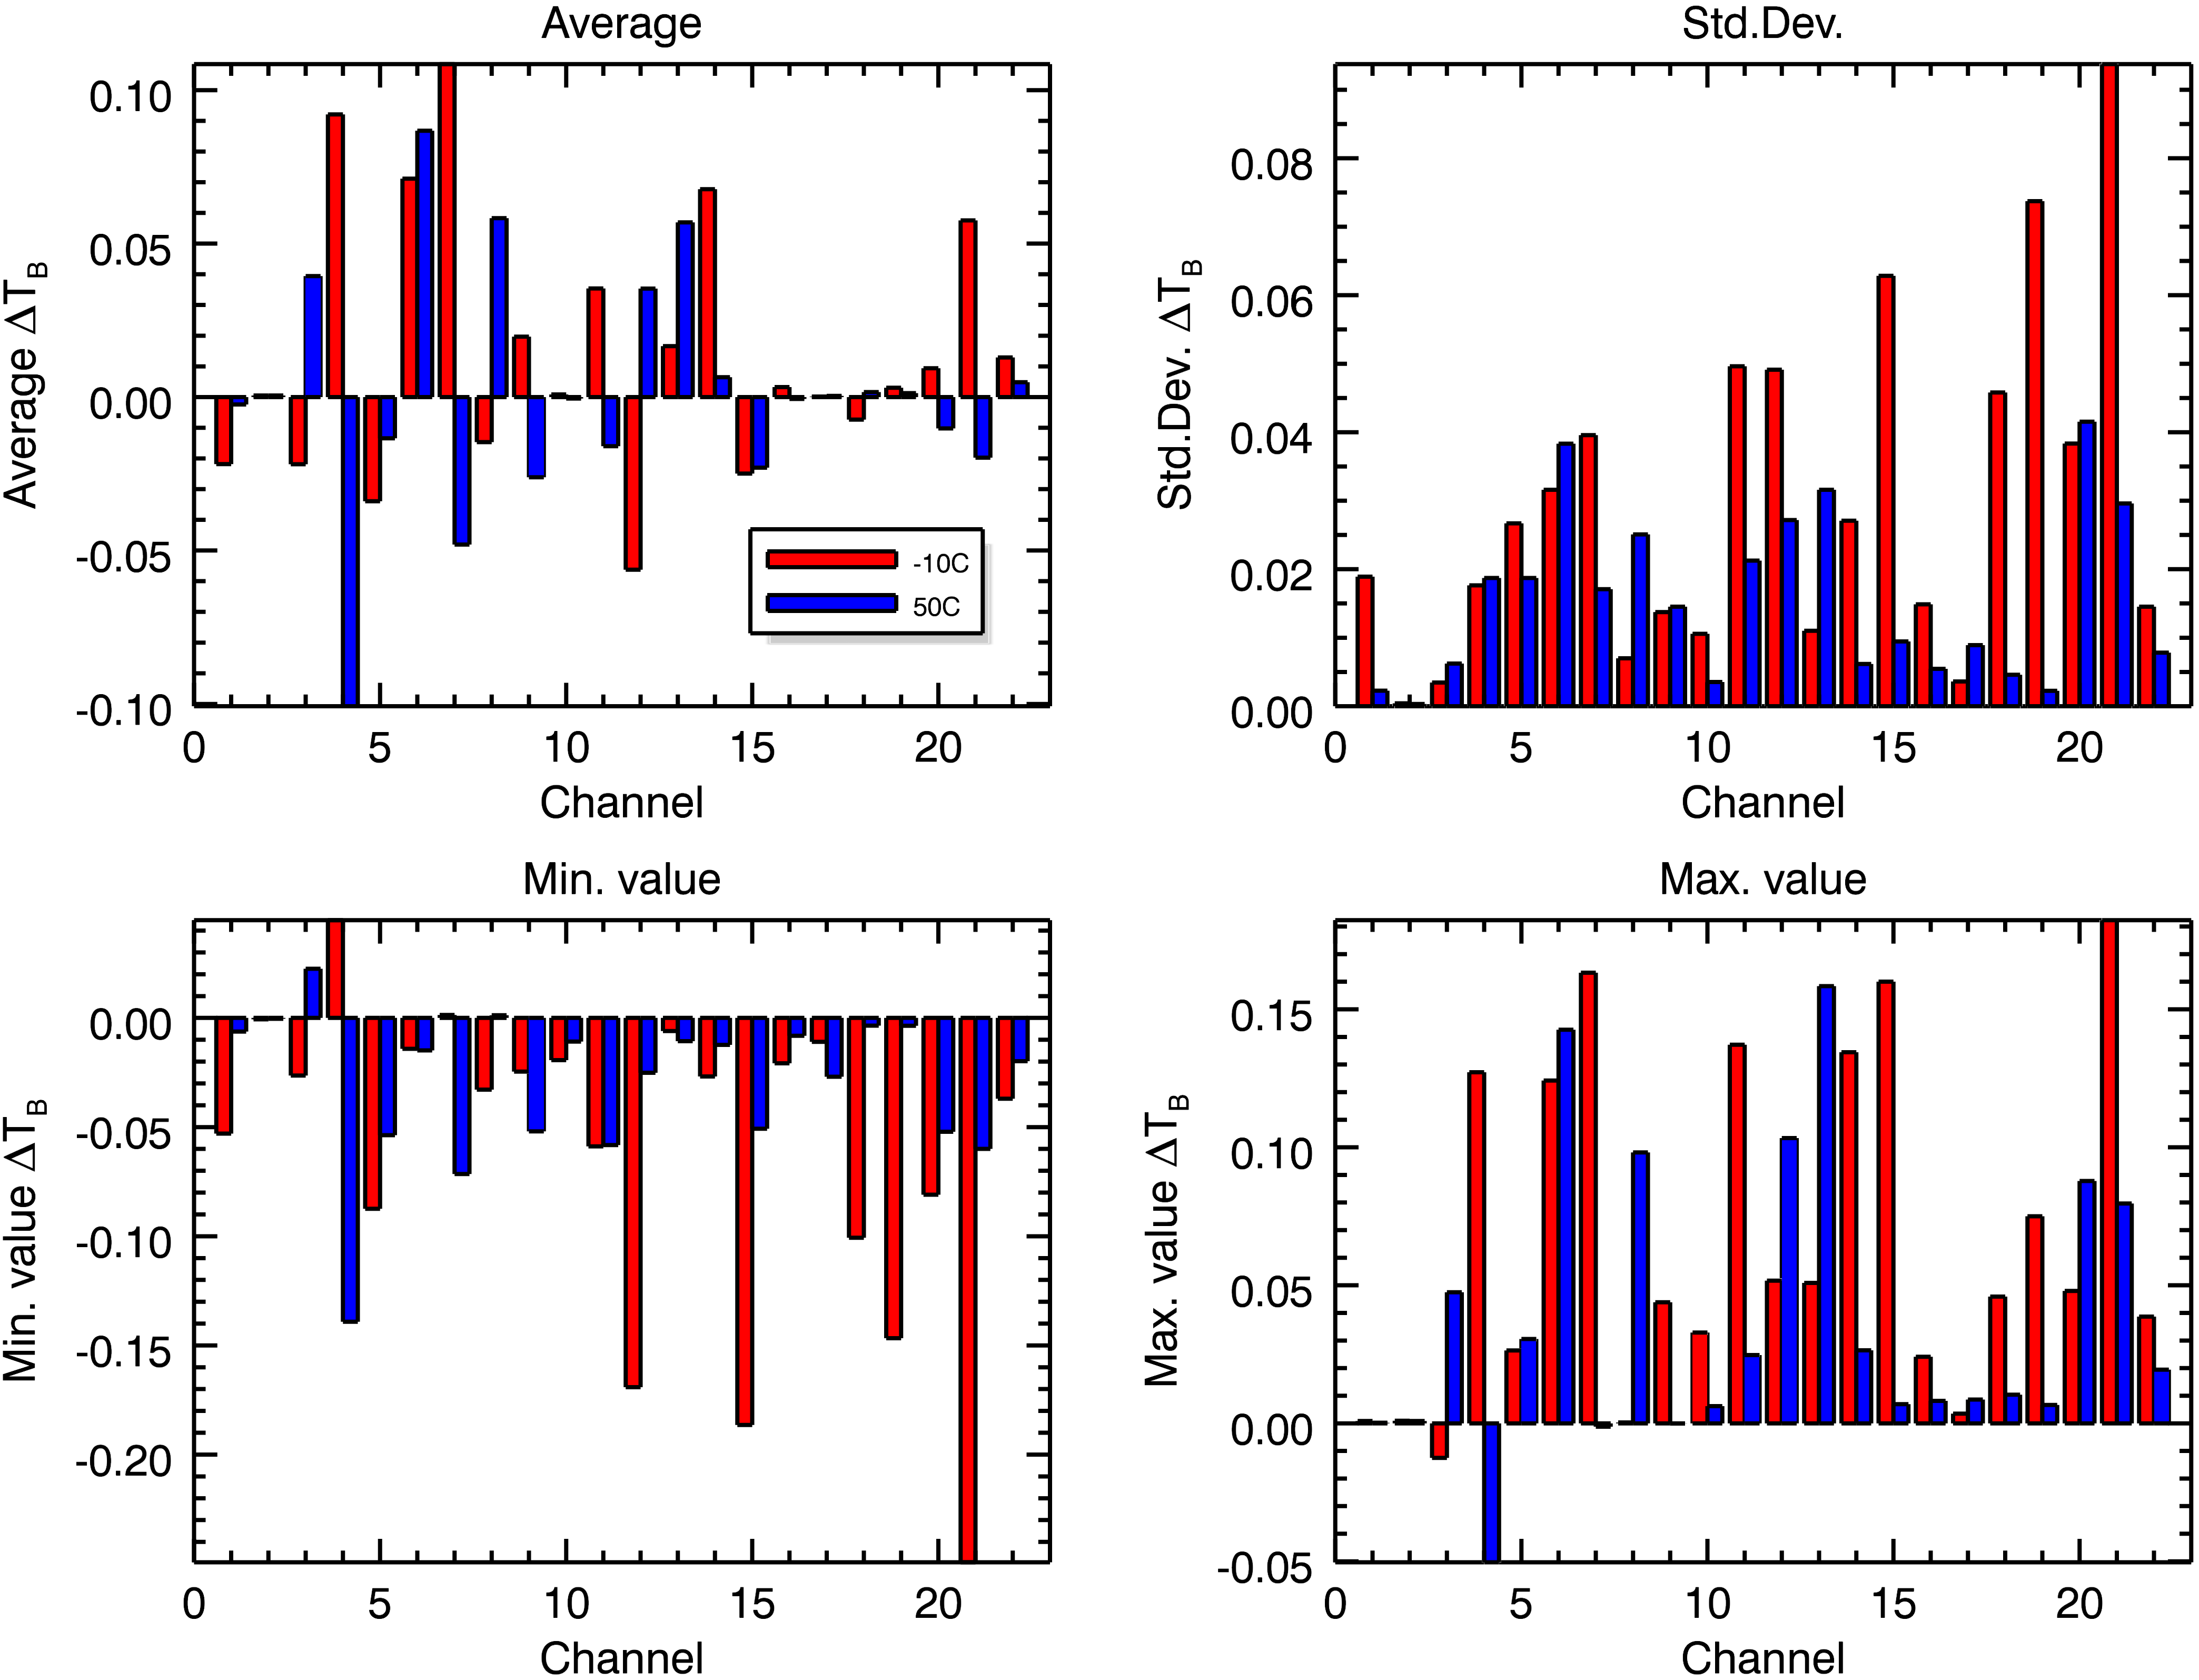 Average
0.10
0.05
0.00
-0.05
-0.10
Average ΔTB
-10C
50C
0 5 10 15 20
Channel
Std.Dev.
0.08
0.06
0.04
0.02
0.00
Std.Dev. ΔTB
0 5 10 15 20
Channel
Min. value
0.00
-0.05
-0.10
-0.15
-0.20
Min. value ΔTB
0 5 10 15 20
Channel
Max. value
0.15
0.10
0.05
0.00
-0.05
Max. value ΔTB
0 5 10 15 20
Channel